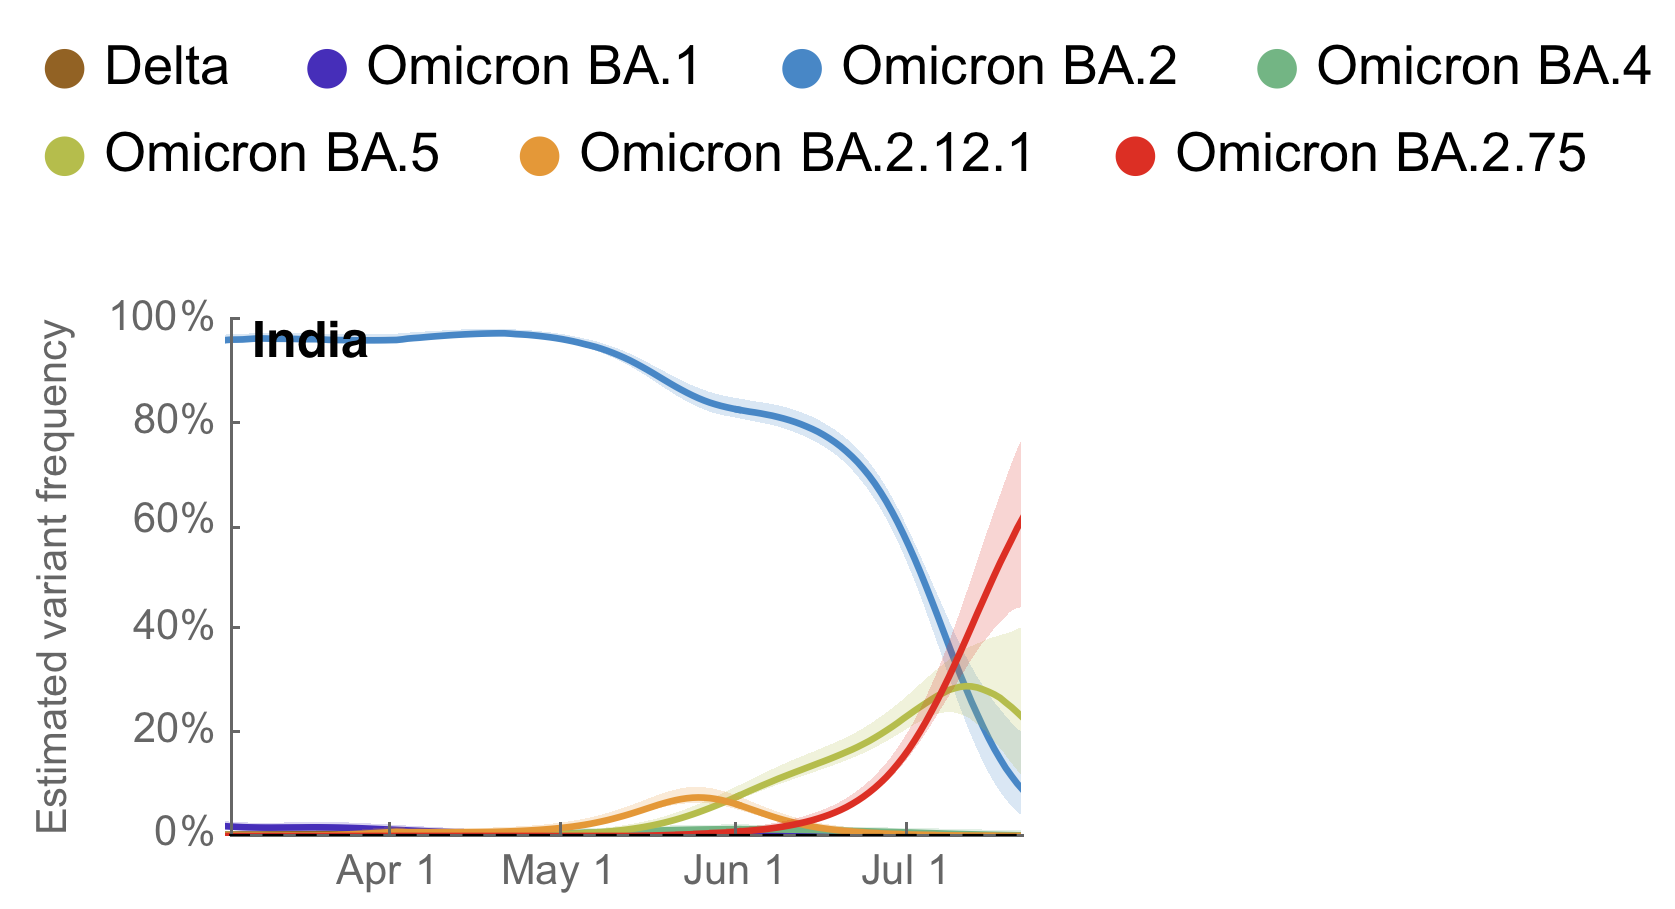 Delta Omicron BA.1 Omicron BA.2 Omicron BA.4
Omicron BA.5 Omicron BA.2.12.1 Omicron BA.2.75
India
Estimated variant frequency
100%
80%
60%
40%
20%
0%
Apr 1 May 1 Jun 1 Jul 1